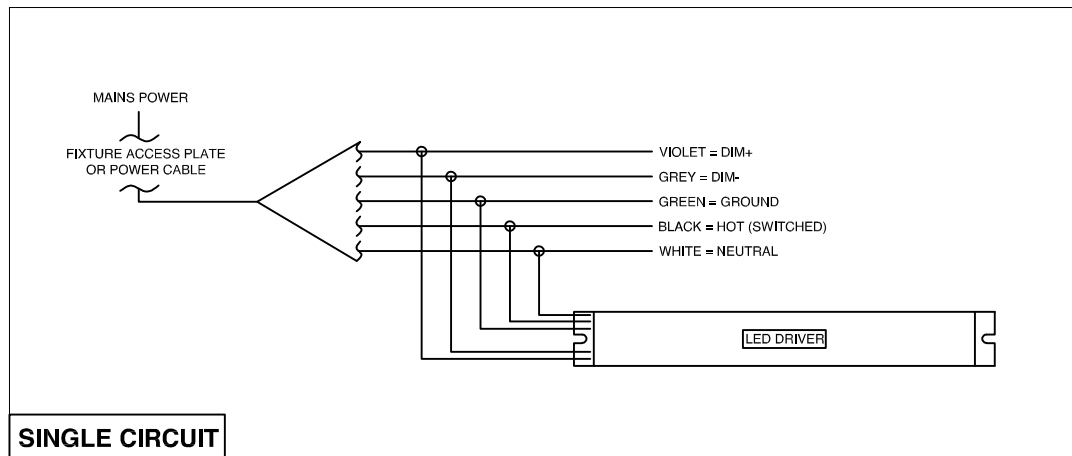 MAINS POWER
FIXTURE ACCESS PLATE
OR POWER CABLE
VIOLET = DIM+
GREY = DIM-
GREEN = GROUND
BLACK = HOT (SWITCHED)
WHITE = NEUTRAL
LED DRIVER
SINGLE CIRCUIT